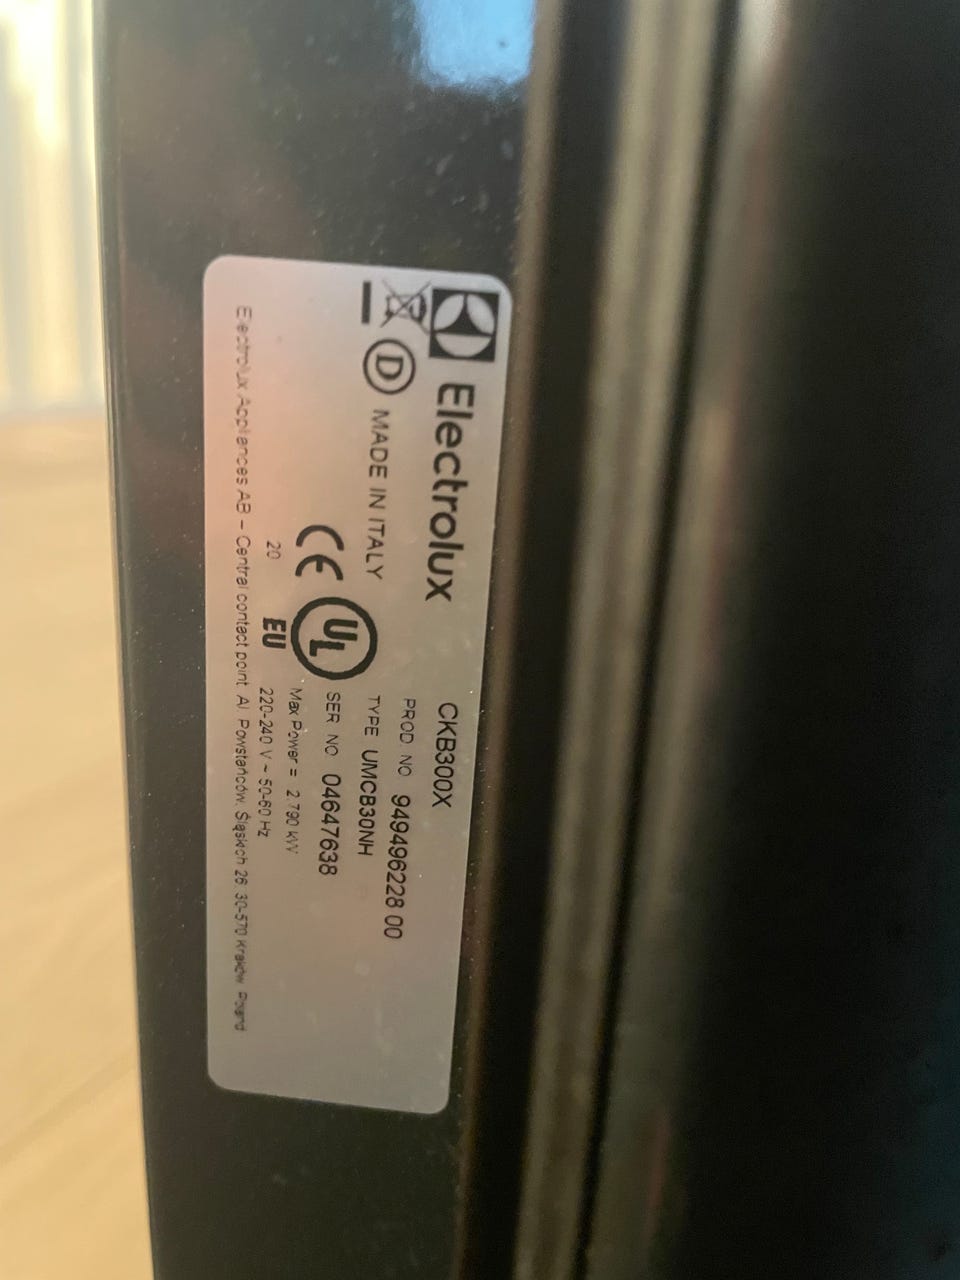 Electrolux
CKB300X
D MADE IN ITALY
PROD. NO. 949496228 00
TYPE UMCB30NH
UL
SER NO 04647638
CE
Max Power = 2.790 kW
20 EU 220-240 V ~ 50-60 Hz
Electrolux Appliances AB - Central contact point Al. Powstańców Śląskich 26 30-570 Kraków Poland